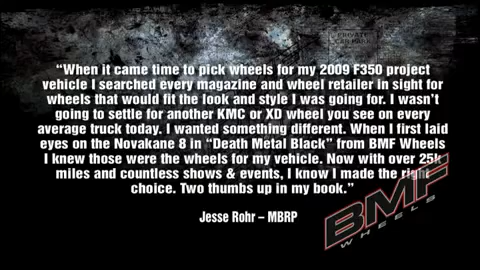 PRIVATE
CAR PARK
“When it came time to pick wheels for my 2009 F350 project
vehicle I searched every magazine and wheel retailer in sight for
wheels that would fit the look and style I was going for. I wasn't
going to settle for another KMC or XD wheel you see on every
average truck today. I wanted something different. When I first laid
eyes on the Novakane 8 in “Death Metal Black” from BMF Wheels
I knew those were the wheels for my vehicle. Now with over 25k
miles and countless shows & events, I know I made the right
choice. Two thumbs up in my book.”
Jesse Rohr – MBRP
BMF
WHEELS